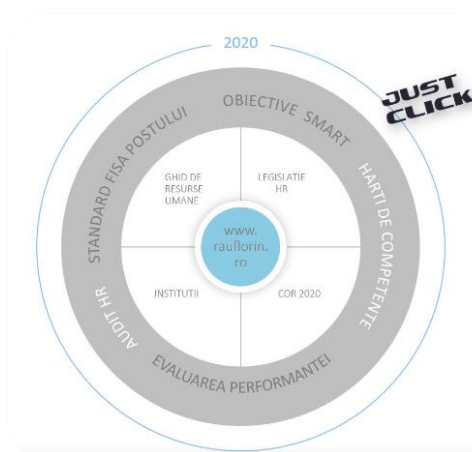 2020
JUST
CLICK
OBIECTIVE SMART
STANDARD FISA POSTULUI
HARTI DE COMPETENTE
GHID DE
RESURSE
UMANE
LEGISLATIE
HR
www.
rauflorin.
ro
INSTITUTII
COR 2020
AUDIT HR
EVALUAREA PERFORMANTEI